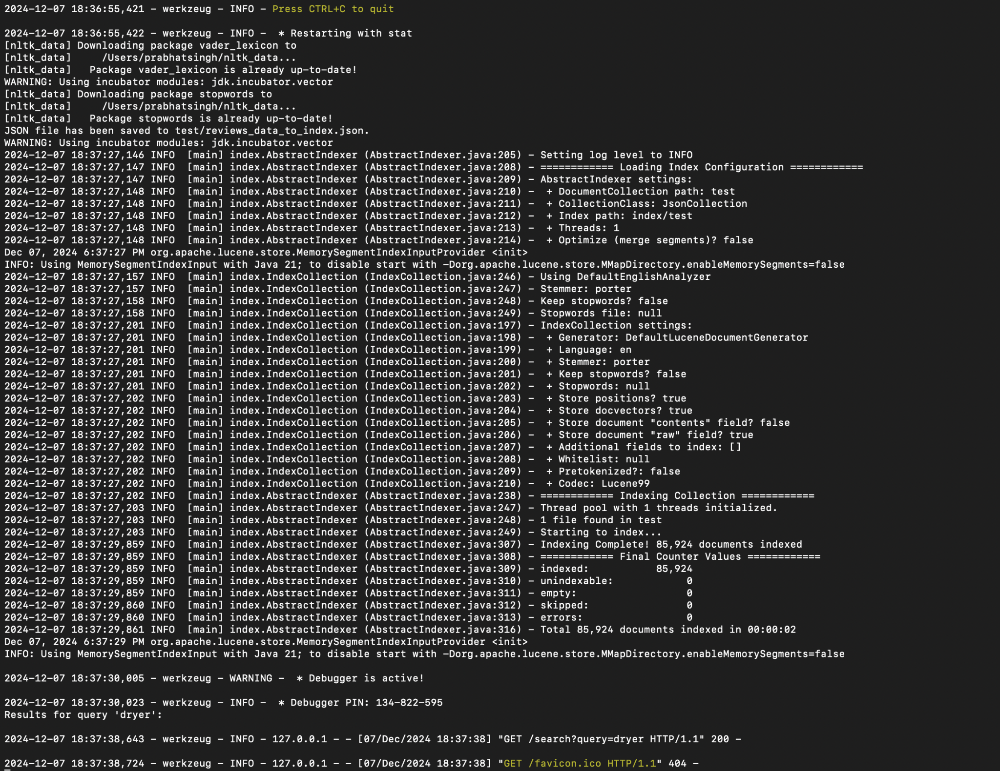 2024-12-07 18:36:55,421 - werkzeug - INFO - Press CTRL+C to quit
2024-12-07 18:36:55,422 - werkzeug - INFO -  * Restarting with stat
[nltk_data] Downloading package vader_lexicon to
[nltk_data]     /Users/prabhatsingh/nltk_data...
[nltk_data]   Package vader_lexicon is already up-to-date!
WARNING: Using incubator modules: jdk.incubator.vector
[nltk_data] Downloading package stopwords to
[nltk_data]     /Users/prabhatsingh/nltk_data...
[nltk_data]   Package stopwords is already up-to-date!
JSON file has been saved to test/reviews_data_to_index.json.
WARNING: Using incubator modules: jdk.incubator.vector
2024-12-07 18:37:27,146 INFO  [main] index.AbstractIndexer (AbstractIndexer.java:205) - Setting log level to INFO
2024-12-07 18:37:27,147 INFO  [main] index.AbstractIndexer (AbstractIndexer.java:208) - ============ Loading Index Configuration ============
2024-12-07 18:37:27,147 INFO  [main] index.AbstractIndexer (AbstractIndexer.java:209) - AbstractIndexer settings:
2024-12-07 18:37:27,148 INFO  [main] index.AbstractIndexer (AbstractIndexer.java:210) -  + DocumentCollection path: test
2024-12-07 18:37:27,148 INFO  [main] index.AbstractIndexer (AbstractIndexer.java:211) -  + CollectionClass: JsonCollection
2024-12-07 18:37:27,148 INFO  [main] index.AbstractIndexer (AbstractIndexer.java:212) -  + Index path: index/test
2024-12-07 18:37:27,148 INFO  [main] index.AbstractIndexer (AbstractIndexer.java:213) -  + Threads: 1
2024-12-07 18:37:27,148 INFO  [main] index.AbstractIndexer (AbstractIndexer.java:214) -  + Optimize (merge segments)? false
Dec 07, 2024 6:37:27 PM org.apache.lucene.store.MemorySegmentIndexInputProvider <init>
INFO: Using MemorySegmentIndexInput with Java 21; to disable start with -Dorg.apache.lucene.store.MMapDirectory.enableMemorySegments=false
2024-12-07 18:37:27,157 INFO  [main] index.IndexCollection (IndexCollection.java:246) - Using DefaultEnglishAnalyzer
2024-12-07 18:37:27,157 INFO  [main] index.IndexCollection (IndexCollection.java:247) - Stemmer: porter
2024-12-07 18:37:27,158 INFO  [main] index.IndexCollection (IndexCollection.java:248) - Keep stopwords? false
2024-12-07 18:37:27,158 INFO  [main] index.IndexCollection (IndexCollection.java:249) - Stopwords file: null
2024-12-07 18:37:27,201 INFO  [main] index.IndexCollection (IndexCollection.java:197) - IndexCollection settings:
2024-12-07 18:37:27,201 INFO  [main] index.IndexCollection (IndexCollection.java:198) -  + Generator: DefaultLuceneDocumentGenerator
2024-12-07 18:37:27,201 INFO  [main] index.IndexCollection (IndexCollection.java:199) -  + Language: en
2024-12-07 18:37:27,201 INFO  [main] index.IndexCollection (IndexCollection.java:200) -  + Stemmer: porter
2024-12-07 18:37:27,201 INFO  [main] index.IndexCollection (IndexCollection.java:201) -  + Keep stopwords? false
2024-12-07 18:37:27,201 INFO  [main] index.IndexCollection (IndexCollection.java:202) -  + Stopwords: null
2024-12-07 18:37:27,202 INFO  [main] index.IndexCollection (IndexCollection.java:203) -  + Store positions? true
2024-12-07 18:37:27,202 INFO  [main] index.IndexCollection (IndexCollection.java:204) -  + Store docvectors? true
2024-12-07 18:37:27,202 INFO  [main] index.IndexCollection (IndexCollection.java:205) -  + Store document "contents" field? false
2024-12-07 18:37:27,202 INFO  [main] index.IndexCollection (IndexCollection.java:206) -  + Store document "raw" field? true
2024-12-07 18:37:27,202 INFO  [main] index.IndexCollection (IndexCollection.java:207) -  + Additional fields to index: []
2024-12-07 18:37:27,202 INFO  [main] index.IndexCollection (IndexCollection.java:208) -  + Whitelist: null
2024-12-07 18:37:27,202 INFO  [main] index.IndexCollection (IndexCollection.java:209) -  + Pretokenized?: false
2024-12-07 18:37:27,202 INFO  [main] index.IndexCollection (IndexCollection.java:210) -  + Codec: Lucene99
2024-12-07 18:37:27,202 INFO  [main] index.AbstractIndexer (AbstractIndexer.java:238) - ============ Indexing Collection ============
2024-12-07 18:37:27,203 INFO  [main] index.AbstractIndexer (AbstractIndexer.java:247) - Thread pool with 1 threads initialized.
2024-12-07 18:37:27,203 INFO  [main] index.AbstractIndexer (AbstractIndexer.java:248) - 1 file found in test
2024-12-07 18:37:27,203 INFO  [main] index.AbstractIndexer (AbstractIndexer.java:249) - Starting to index...
2024-12-07 18:37:29,859 INFO  [main] index.AbstractIndexer (AbstractIndexer.java:307) - Indexing Complete! 85,924 documents indexed
2024-12-07 18:37:29,859 INFO  [main] index.AbstractIndexer (AbstractIndexer.java:308) - ============ Final Counter Values ============
2024-12-07 18:37:29,859 INFO  [main] index.AbstractIndexer (AbstractIndexer.java:309) - indexed:           85,924
2024-12-07 18:37:29,859 INFO  [main] index.AbstractIndexer (AbstractIndexer.java:310) - unindexable:            0
2024-12-07 18:37:29,859 INFO  [main] index.AbstractIndexer (AbstractIndexer.java:311) - empty:                  0
2024-12-07 18:37:29,860 INFO  [main] index.AbstractIndexer (AbstractIndexer.java:312) - skipped:                0
2024-12-07 18:37:29,860 INFO  [main] index.AbstractIndexer (AbstractIndexer.java:313) - errors:                 0
2024-12-07 18:37:29,861 INFO  [main] index.AbstractIndexer (AbstractIndexer.java:316) - Total 85,924 documents indexed in 00:00:02
Dec 07, 2024 6:37:29 PM org.apache.lucene.store.MemorySegmentIndexInputProvider <init>
INFO: Using MemorySegmentIndexInput with Java 21; to disable start with -Dorg.apache.lucene.store.MMapDirectory.enableMemorySegments=false
2024-12-07 18:37:30,005 - werkzeug - WARNING -  * Debugger is active!
2024-12-07 18:37:30,023 - werkzeug - INFO -  * Debugger PIN: 134-822-595
Results for query 'dryer':
2024-12-07 18:37:38,643 - werkzeug - INFO - 127.0.0.1 - - [07/Dec/2024 18:37:38] "GET /search?query=dryer HTTP/1.1" 200 -
2024-12-07 18:37:38,724 - werkzeug - INFO - 127.0.0.1 - - [07/Dec/2024 18:37:38] "GET /favicon.ico HTTP/1.1" 404 -